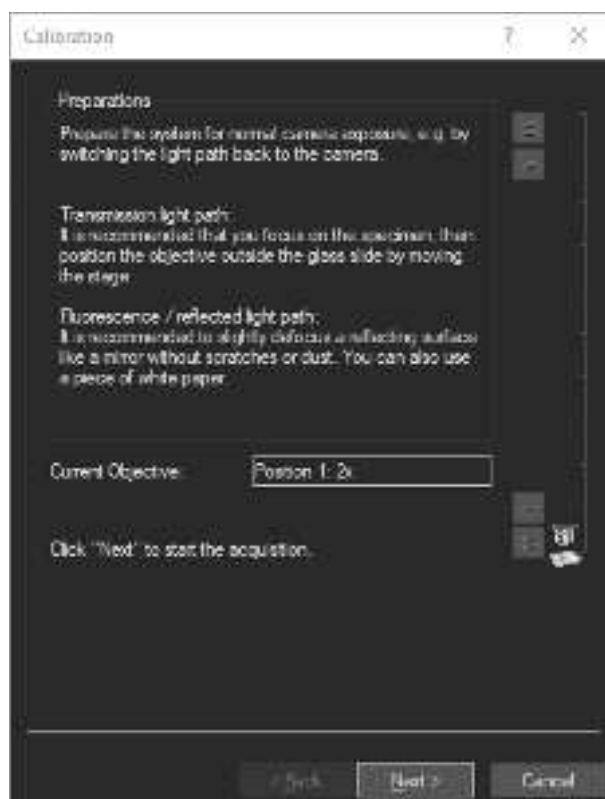 Calibration
Preparations
Prepare the system for normal camera exposure, e.g. by
switching the light path back to the camera.
Transmission light path:
It is recommended that you focus on the specimen, then
position the objective outside the glass slide by moving
the stage.
Fluorescence / reflected light path:
It is recommended to slightly defocus a reflecting surface
like a mirror without scratches or dust. You can also use
a piece of white paper.
Current Objective: Position 1: 2x
Click "Next" to start the acquisition.
< Back Next > Cancel